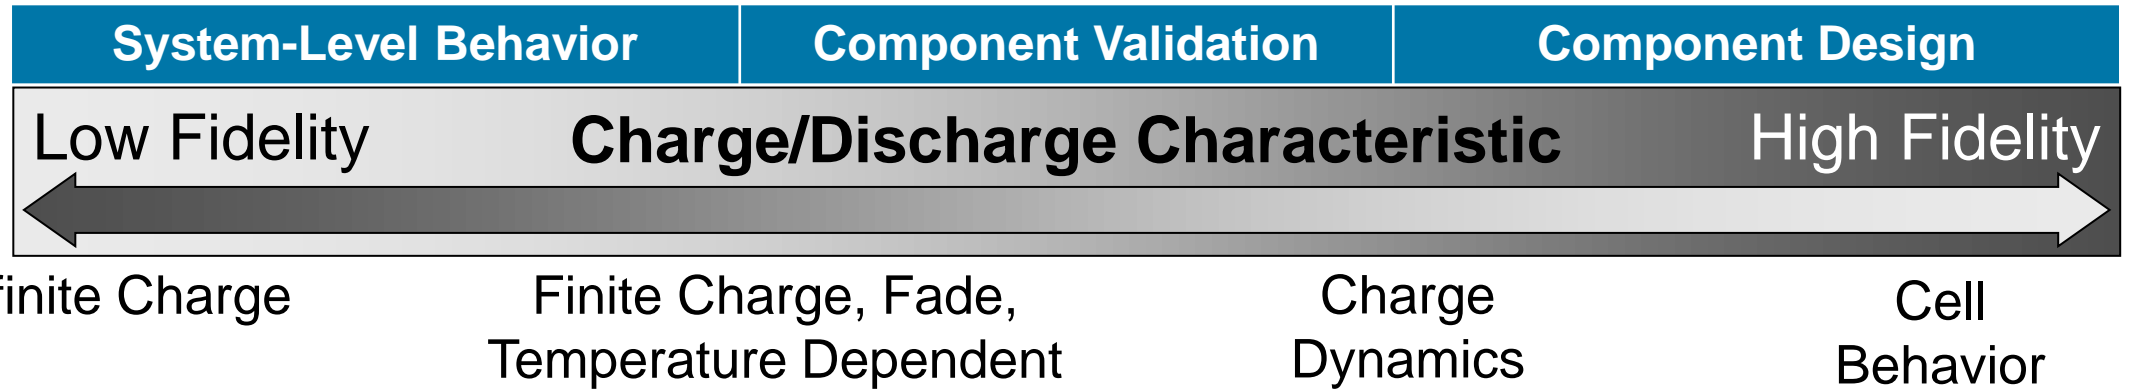 System-Level Behavior Component Validation Component Design
Low Fidelity Charge/Discharge Characteristic High Fidelity
Charge Finite Charge, Fade, Charge Cell
Temperature Dependent Dynamics Behavior